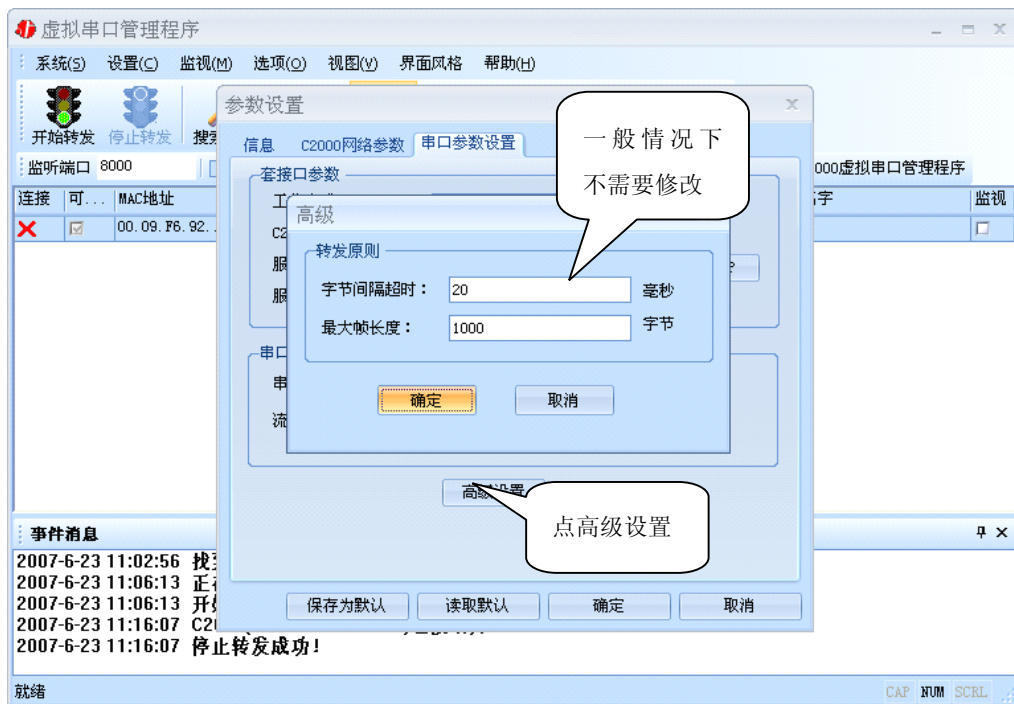 虚拟串口管理程序
系统(S) 设置(C) 监视(M) 选项(O) 视图(V) 界面风格 帮助(H)
开始转发 停止转发
监听端口 8000
000虚拟串口管理程序
连接 可... MAC地址 字 监视
00.09.F6.92.
参数设置
信息 C2000网络参数 串口参数设置
套接口参数
高级
转发原则
字节间隔超时： 20 毫秒
最大帧长度： 1000 字节
确定 取消
一般情况下
不需要修改
高级设置
点高级设置
保存为默认 读取默认 确定 取消
事件消息
2007-6-23 11:02:56
2007-6-23 11:06:13
2007-6-23 11:06:13
2007-6-23 11:16:07
2007-6-23 11:16:07 停止转发成功!
就绪 CAP NUM SCRL